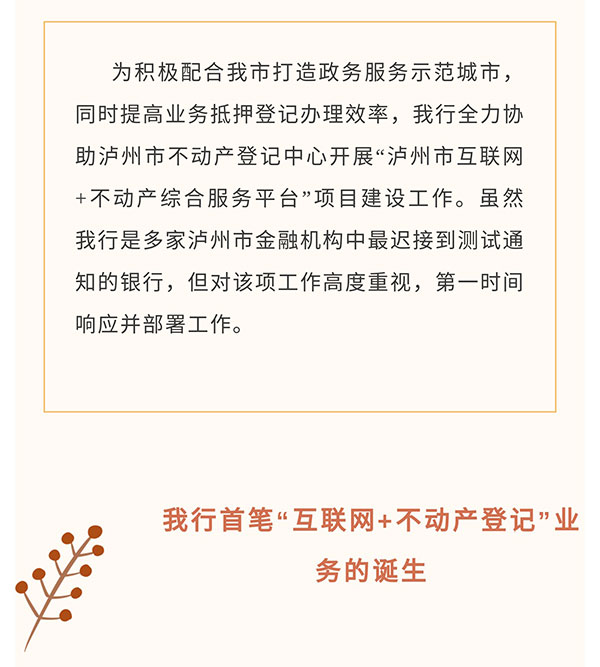 为积极配合我市打造政务服务示范城市，
同时提高业务抵押登记办理效率，我行全力协
助泸州市不动产登记中心开展“泸州市互联网
+不动产综合服务平台”项目建设工作。虽然
我行是多家泸州市金融机构中最迟接到测试通
知的银行，但对该项工作高度重视，第一时间
响应并部署工作。
我行首笔“互联网+不动产登记”业
务的诞生